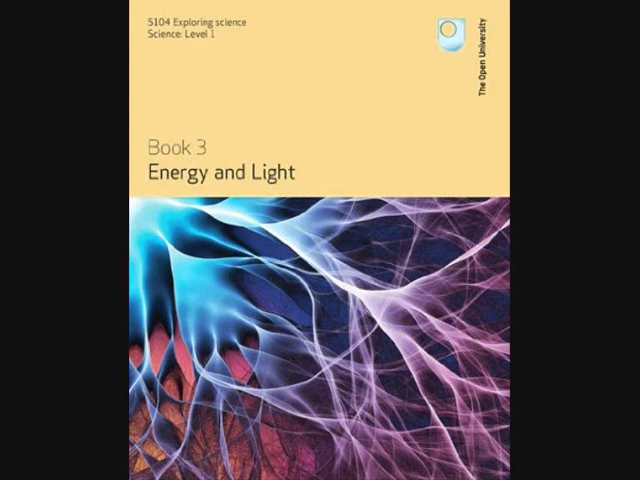 S104 Exploring science
Science: Level 1
The Open University
Book 3
Energy and Light